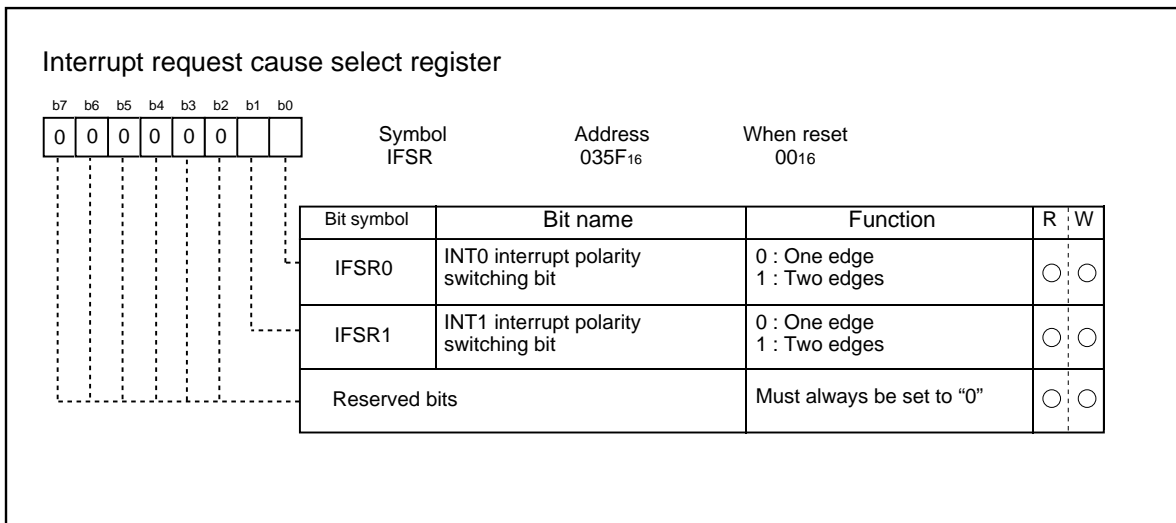 Interrupt request cause select register
b7 b6 b5 b4 b3 b2 b1 b0
0 0 0 0 0 0
Symbol Address When reset
IFSR 035F16 0016
Bit symbol Bit name Function R W
IFSR0 INT0 interrupt polarity switching bit 0 : One edge
1 : Two edges
IFSR1 INT1 interrupt polarity switching bit 0 : One edge
1 : Two edges
Reserved bits Must always be set to “0”